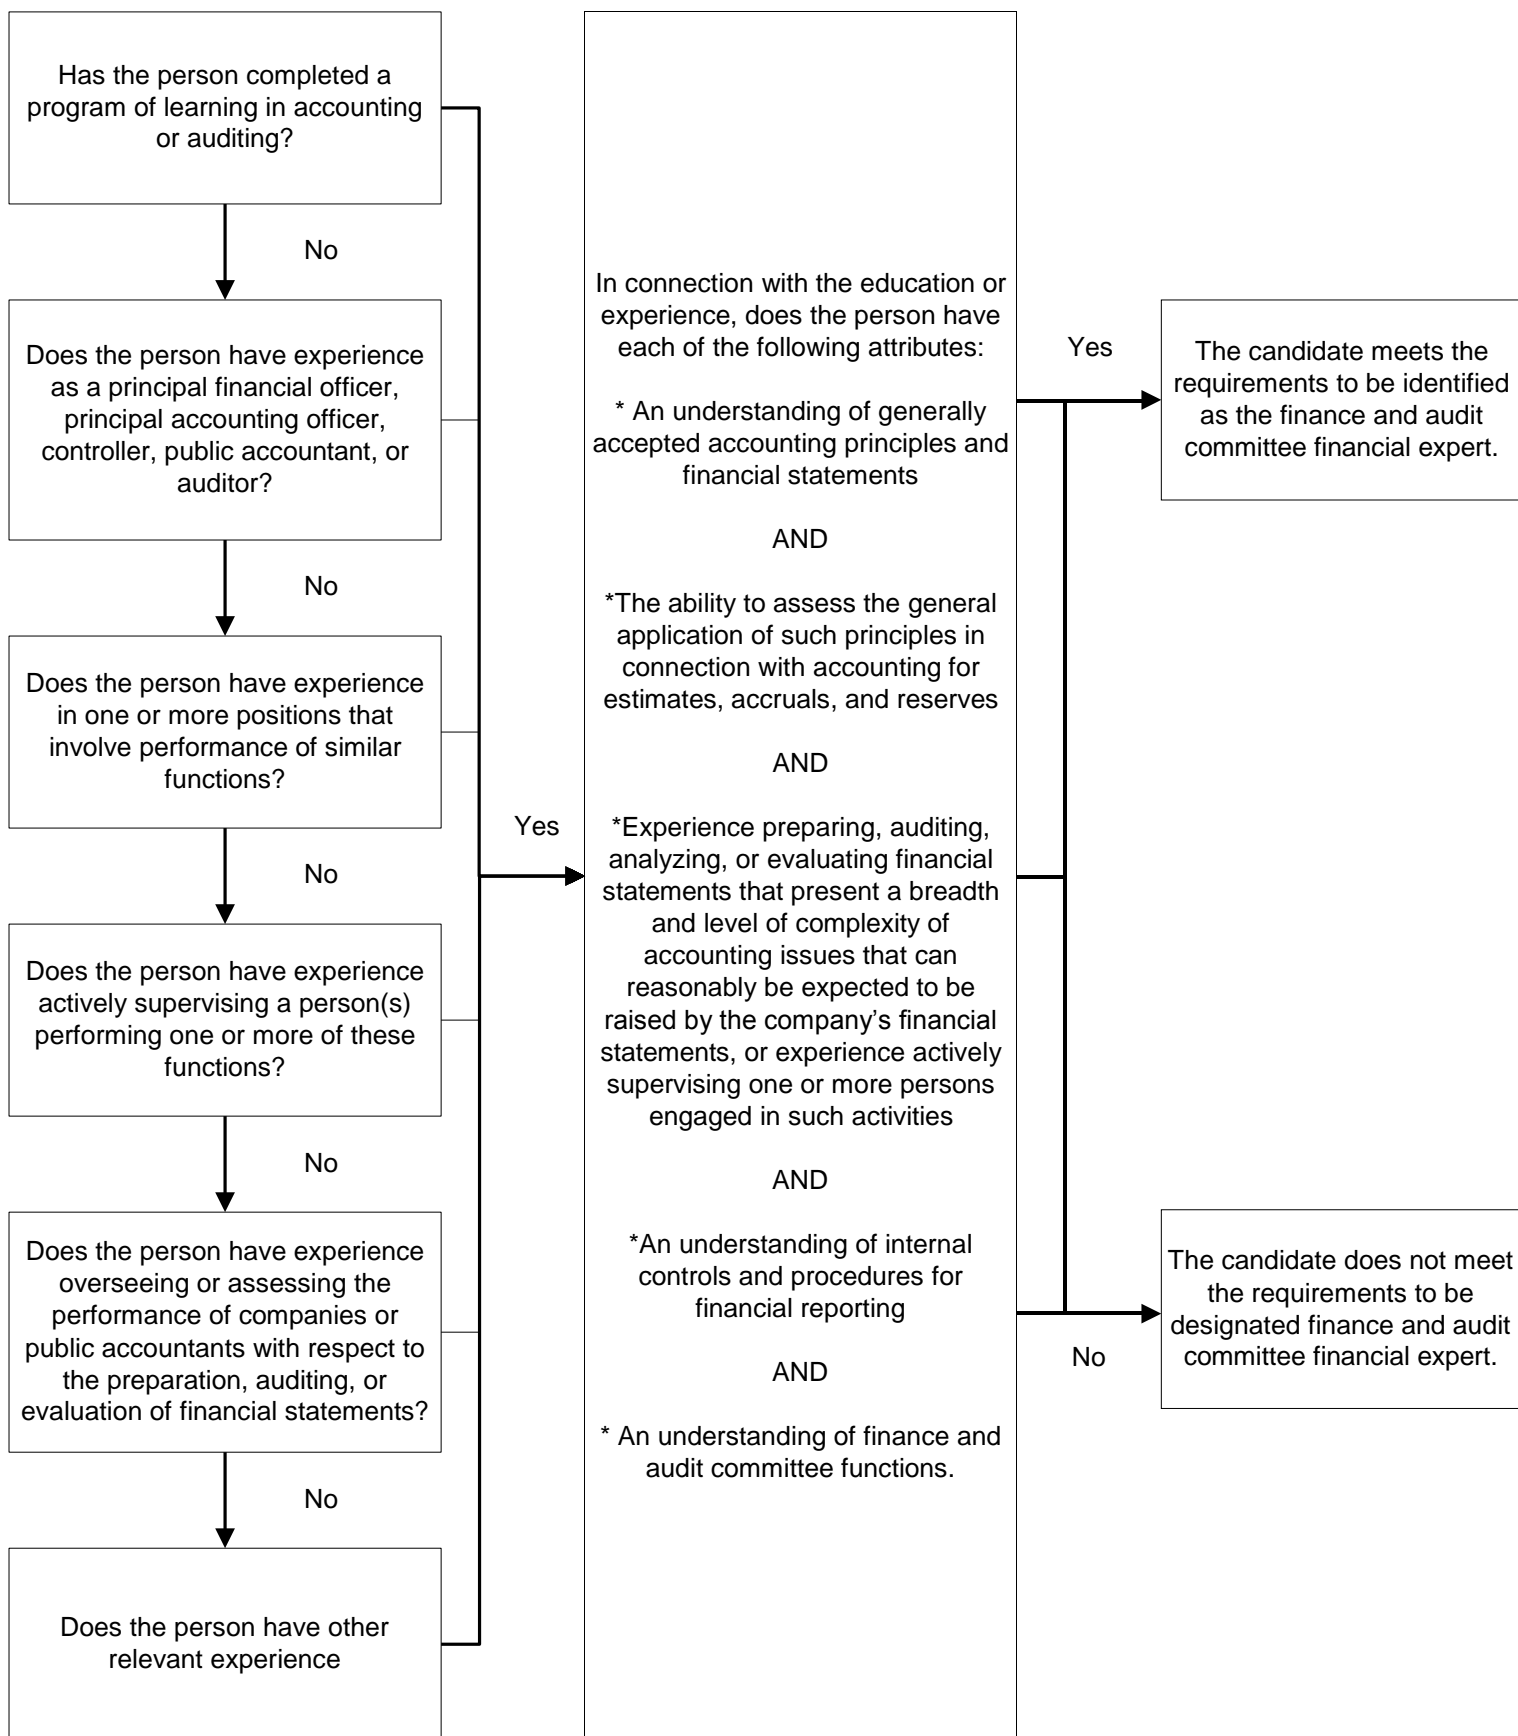 Has the person completed a
program of learning in accounting
or auditing?
No
Does the person have experience
as a principal financial officer,
principal accounting officer,
controller, public accountant, or
auditor?
No
Does the person have experience
in one or more positions that
involve performance of similar
functions?
No
Does the person have experience
actively supervising a person(s)
performing one or more of these
functions?
No
Does the person have experience
overseeing or assessing the
performance of companies or
public accountants with respect to
the preparation, auditing, or
evaluation of financial statements?
No
Does the person have other
relevant experience
Yes
In connection with the education or
experience, does the person have
each of the following attributes:
* An understanding of generally
accepted accounting principles and
financial statements
AND
*The ability to assess the general
application of such principles in
connection with accounting for
estimates, accruals, and reserves
AND
*Experience preparing, auditing,
analyzing, or evaluating financial
statements that present a breadth
and level of complexity of
accounting issues that can
reasonably be expected to be
raised by the company’s financial
statements, or experience actively
supervising one or more persons
engaged in such activities
AND
*An understanding of internal
controls and procedures for
financial reporting
AND
* An understanding of finance and
audit committee functions.
Yes
The candidate meets the
requirements to be identified
as the finance and audit
committee financial expert.
No
The candidate does not meet
the requirements to be
designated finance and audit
committee financial expert.